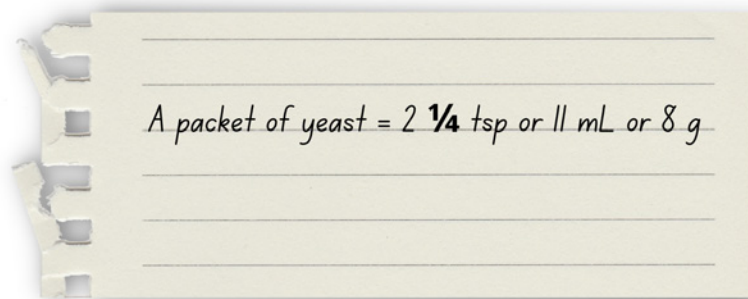 A packet of yeast = 2 ¼ tsp or 11 mL or 8 g